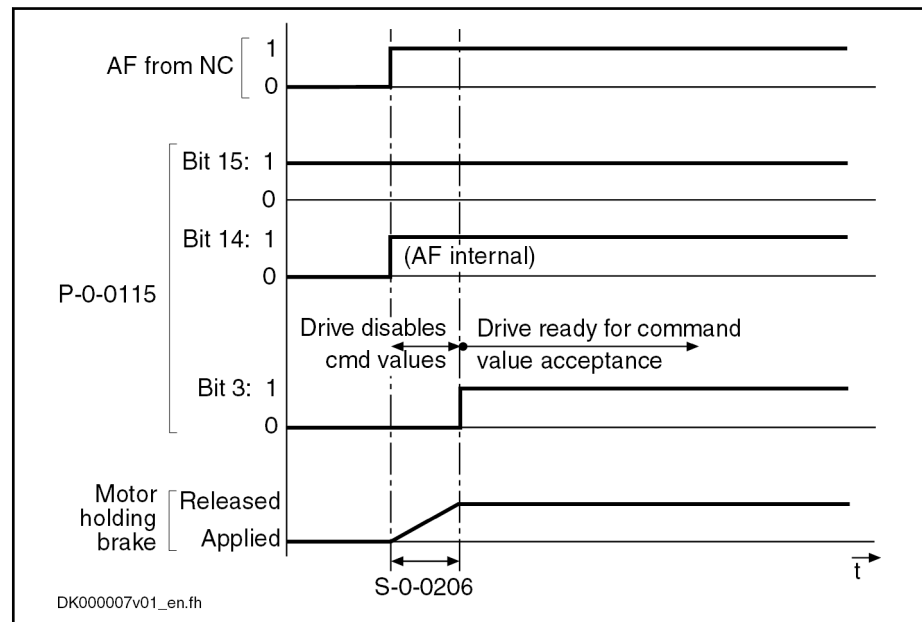 AF from NC
1
0
P-0-0115
Bit 15: 1
0
Bit 14: 1
(AF internal)
0
Drive disables
cmd values
Drive ready for command
value acceptance
Bit 3: 1
0
Motor
holding
brake
Released
Applied
S-0-0206
t
DK000007v01_en.fh